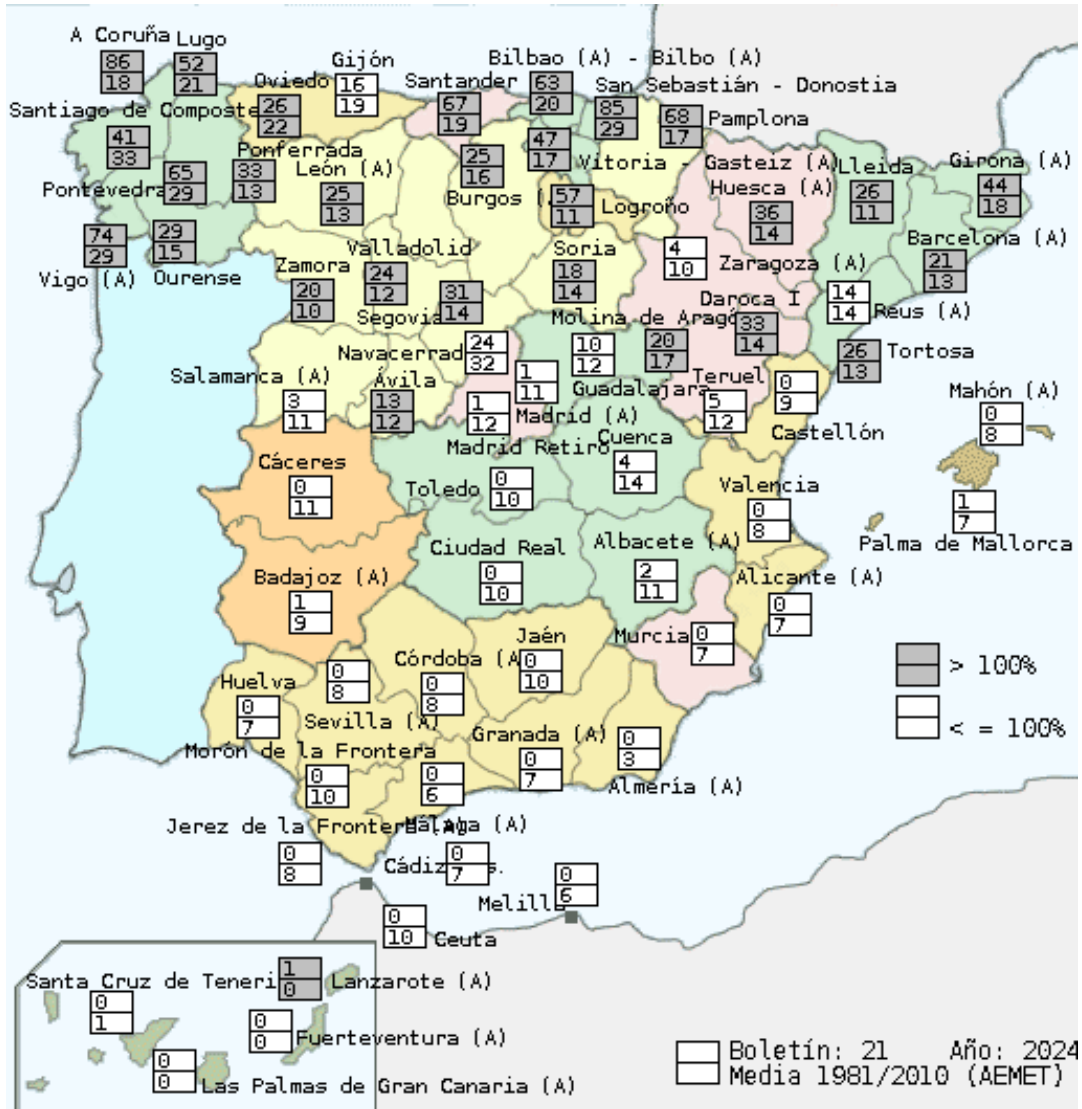 A Coruña
86
18
Lugo
52
21
Gijón
16
19
Oviedo
26
22
Santander
67
19
Bilbao (A) - Bilbo (A)
63
20
San Sebastián - Donostia
85
29
Pamplona
68
17
Santiago de Composte
41
33
Pontevedra
65
29
Ponferrada
33
13
León (A)
25
13
Burgos (
25
16
47
17
Vitoria - Gasteiz (A)
Logroño
57
11
Huesca (A)
36
14
Lleida
26
11
Girona (A)
44
18
Vigo (A)
74
29
Ourense
29
15
Zamora
20
10
Valladolid
24
12
Segovia
31
14
Soria
18
14
4
10
Zaragoza (A)
Barcelona (A)
21
13
Daroca I
33
14
14
14
Reus (A)
Molina de Aragó
20
17
Navacerrad
24
32
10
12
Guadalajara
1
11
Tortosa
26
13
Salamanca (A)
3
11
Ávila
13
12
1
12
Madrid (A)
Madrid Retiro
Teruel
5
12
0
9
Castellón
Mahón (A)
0
8
Cáceres
0
11
Toledo
0
10
Cuenca
4
14
Valencia
0
8
1
7
Palma de Mallorca
Badajoz (A)
1
9
Ciudad Real
0
10
Albacete (A)
2
11
Alicante (A)
0
7
Murcia
0
7
Huelva
0
7
0
8
Sevilla (A)
Córdoba (A
0
8
Jaén
0
10
Granada (A)
0
7
0
3
Almería (A)
> 100%
< = 100%
Morón de la Frontera
0
10
0
6
Málaga (A)
Jerez de la Frontera
0
8
Cádiz
s.
0
7
Melill
0
6
0
10
Ceuta
Santa Cruz de Teneri
0
1
1
0
Lanzarote (A)
0
0
Fuerteventura (A)
0
0
Las Palmas de Gran Canaria (A)
Boletín: 21 Año: 2024
Media 1981/2010 (AEMET)